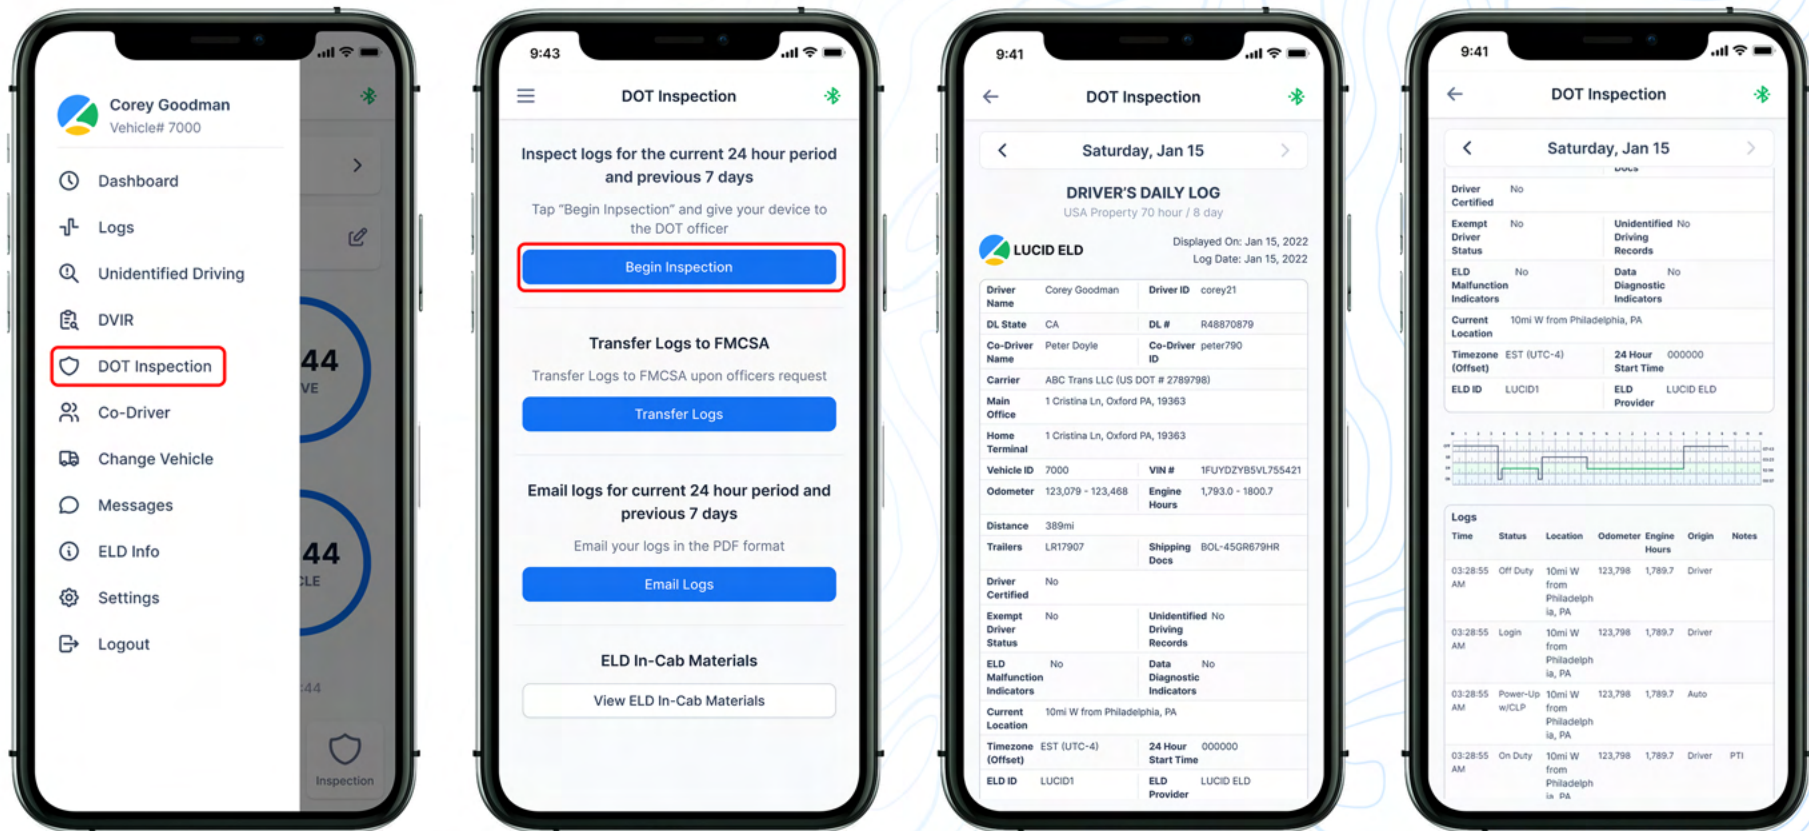 Corey Goodman
Vehicle# 7000
Dashboard
Logs
Unidentified Driving
DVIR
DOT Inspection
Co-Driver
Change Vehicle
Messages
ELD Info
Settings
Logout
44
VE
44
CLE
:44
Inspection
9:43
DOT Inspection
Inspect logs for the current 24 hour period
and previous 7 days
Tap “Begin Inpsection” and give your device to
the DOT officer
Begin Inspection
Transfer Logs to FMCSA
Transfer Logs to FMCSA upon officers request
Transfer Logs
Email logs for current 24 hour period and
previous 7 days
Email your logs in the PDF format
Email Logs
ELD In-Cab Materials
View ELD In-Cab Materials
9:41
DOT Inspection
Saturday, Jan 15
DRIVER'S DAILY LOG
USA Property 70 hour / 8 day
LUCID ELD
Displayed On: Jan 15, 2022
Log Date: Jan 15, 2022
Driver Name Corey Goodman Driver ID corey21
DL State CA DL # R48870879
Co-Driver Name Peter Doyle Co-Driver ID peter790
Carrier ABC Trans LLC (US DOT # 2789798)
Main Office 1 Cristina Ln, Oxford PA, 19363
Home Terminal 1 Cristina Ln, Oxford PA, 19363
Vehicle ID 7000 VIN # 1FUYDZYB5VL755421
Odometer 123,079 - 123,468 Engine Hours 1,793.0 - 1800.7
Distance 389mi
Trailers LR17907 Shipping Docs BOL-45GR679HR
Driver Certified No
Exempt Driver Status No Unidentified Driving Records No
ELD Malfunction Indicators No Data Diagnostic Indicators No
Current Location 10mi W from Philadelphia, PA
Timezone (Offset) EST (UTC-4) 24 Hour Start Time 000000
ELD ID LUCID1 ELD Provider LUCID ELD
9:41
DOT Inspection
Saturday, Jan 15
Docs
Driver Certified No
Exempt Driver Status No Unidentified Driving Records No
ELD Malfunction Indicators No Data Diagnostic Indicators No
Current Location 10mi W from Philadelphia, PA
Timezone (Offset) EST (UTC-4) 24 Hour Start Time 000000
ELD ID LUCID1 ELD Provider LUCID ELD
Logs
Time Status Location Odometer Engine Hours Origin Notes
03:28:55 AM Off Duty 10mi W from Philadelphia, PA 123,798 1,789.7 Driver
03:28:55 AM Login 10mi W from Philadelphia, PA 123,798 1,789.7 Driver
03:28:55 AM Power-Up w/CLP 10mi W from Philadelphia, PA 123,798 1,789.7 Auto
03:28:55 AM On Duty 10mi W from Philadelphia, PA 123,798 1,789.7 Driver PTI